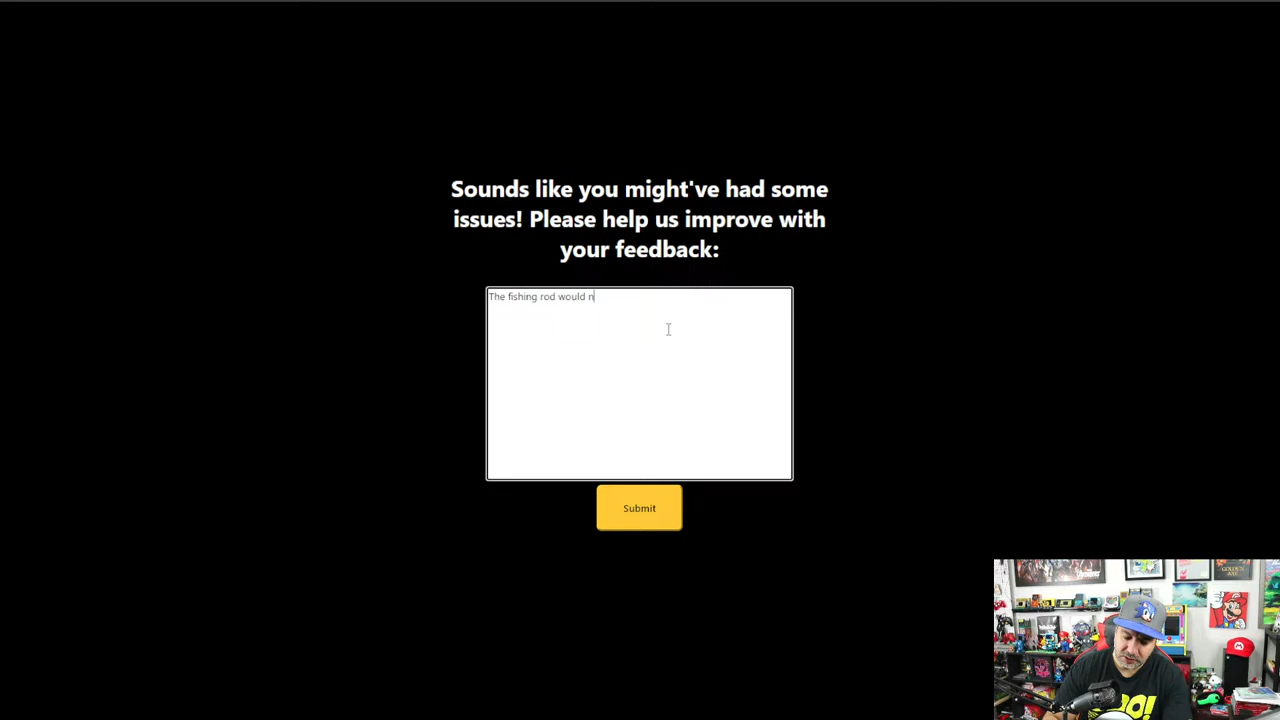 Sounds like you might've had some
issues! Please help us improve with
your feedback:
The fishing rod would n
Submit